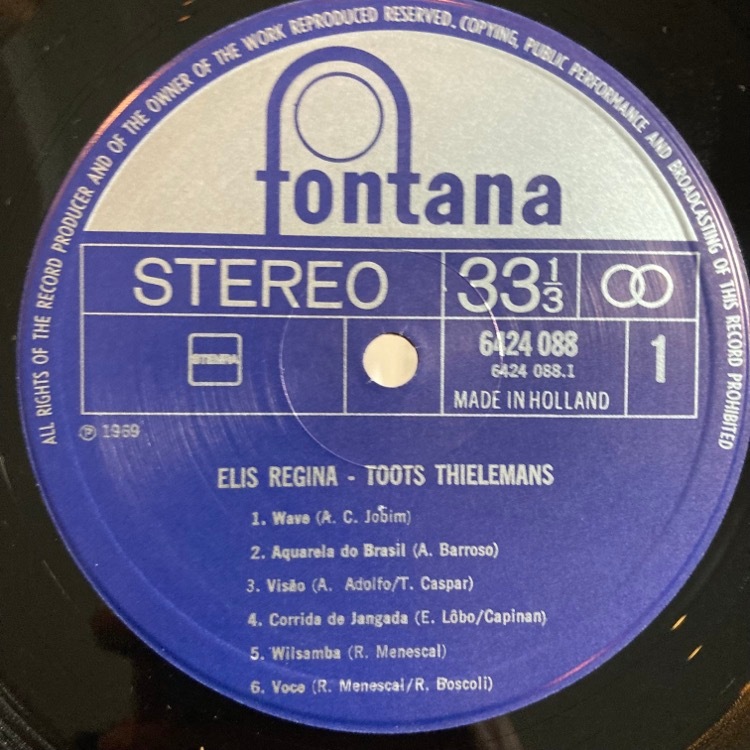 ALL RIGHTS OF THE RECORD PRODUCER AND OF THE OWNER OF THE WORK REPRODUCED RESERVED. COPYING, PUBLIC PERFORMANCE AND BROADCASTING OF THIS RECORD PROHIBITED
fontana
STEREO 33 1/3
STEMRA
6424 088
6424 088.1
MADE IN HOLLAND
1
℗ 1969
ELIS REGINA - TOOTS THIELEMANS
1. Wave (A. C. Jobim)
2. Aquarela do Brasil (A. Barroso)
3. Visão (A. Adolfo/T. Caspar)
4. Corrida de Jangada (E. Lôbo/Capinan)
5. Wilsamba (R. Menescal)
6. Voce (R. Menescal/R. Boscoli)